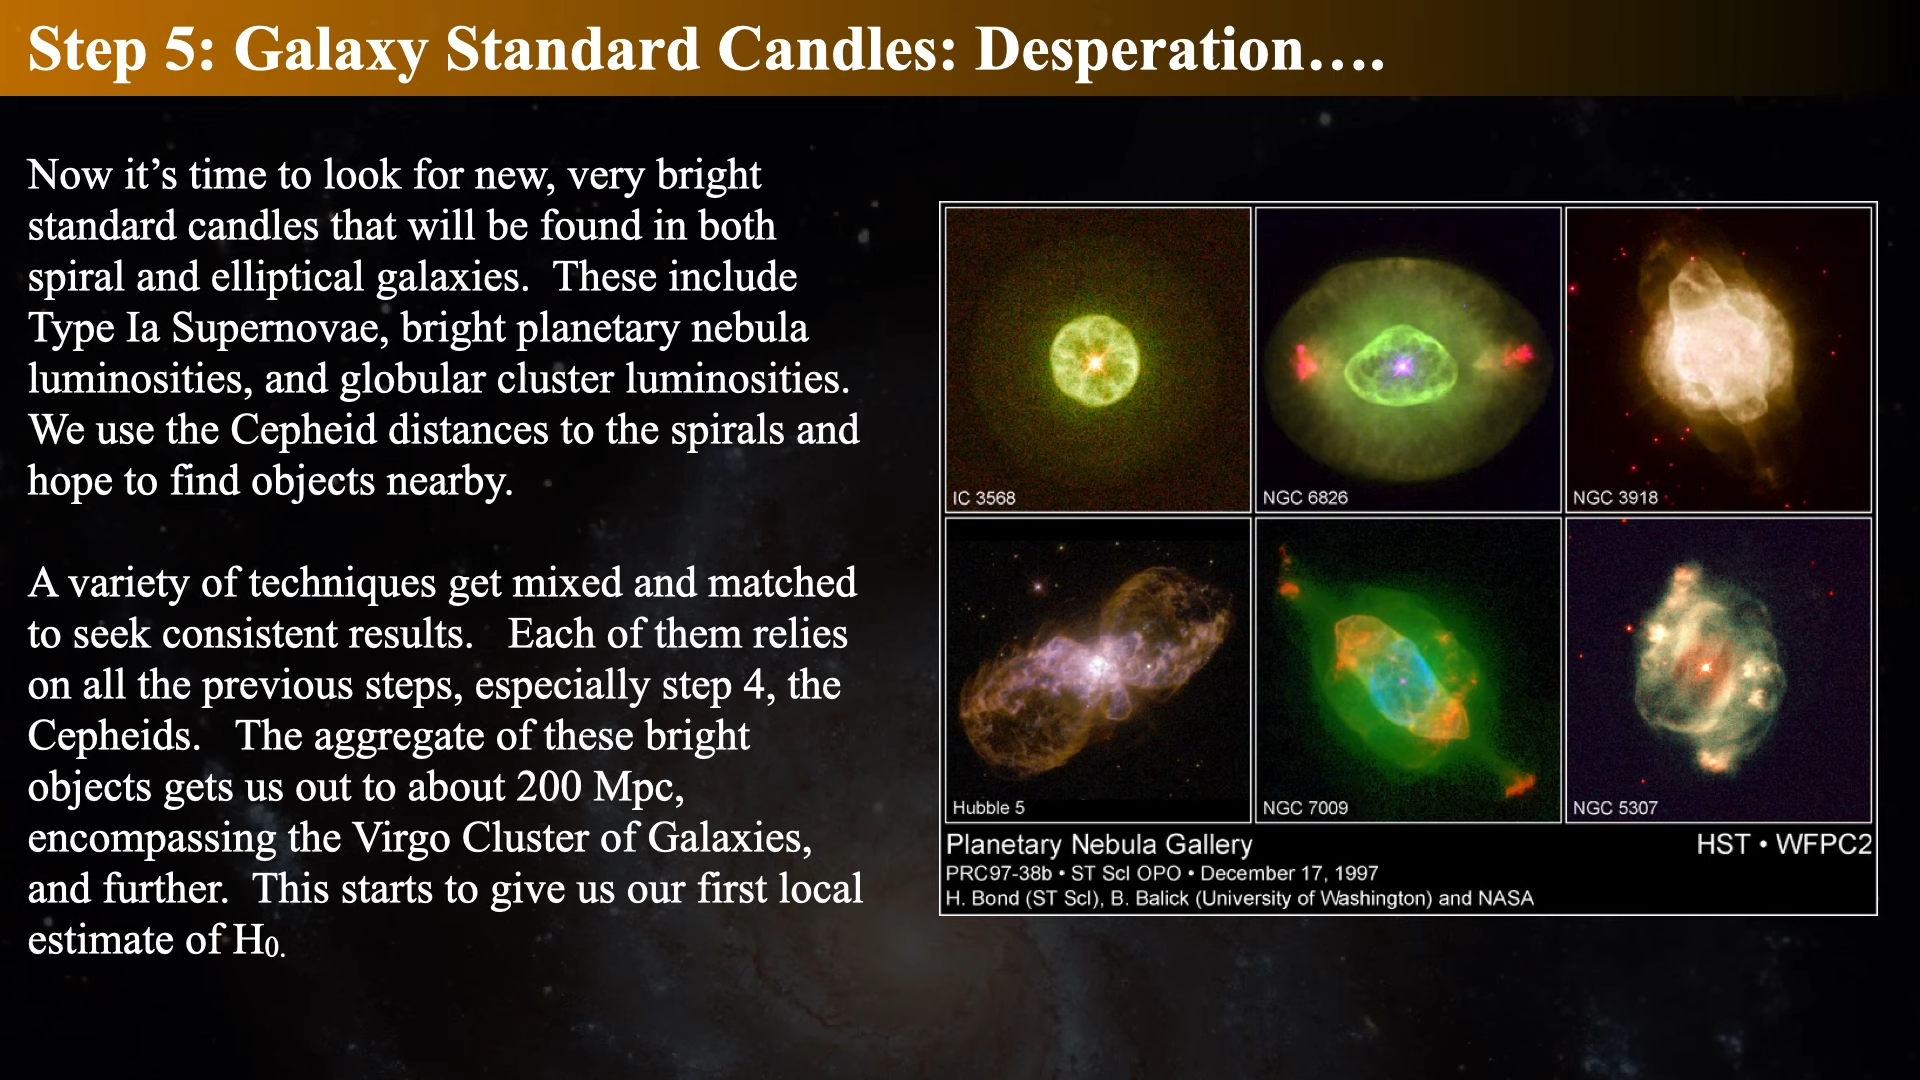 Step 5: Galaxy Standard Candles: Desperation….
Now it’s time to look for new, very bright
standard candles that will be found in both
spiral and elliptical galaxies.  These include
Type Ia Supernovae, bright planetary nebula
luminosities, and globular cluster luminosities.
We use the Cepheid distances to the spirals and
hope to find objects nearby.
A variety of techniques get mixed and matched
to seek consistent results.   Each of them relies
on all the previous steps, especially step 4, the
Cepheids.   The aggregate of these bright
objects gets us out to about 200 Mpc,
encompassing the Virgo Cluster of Galaxies,
and further.  This starts to give us our first local
estimate of H₀.
IC 3568
NGC 6826
NGC 3918
Hubble 5
NGC 7009
NGC 5307
Planetary Nebula Gallery
HST • WFPC2
PRC97-38b • ST ScI OPO • December 17, 1997
H. Bond (ST ScI), B. Balick (University of Washington) and NASA